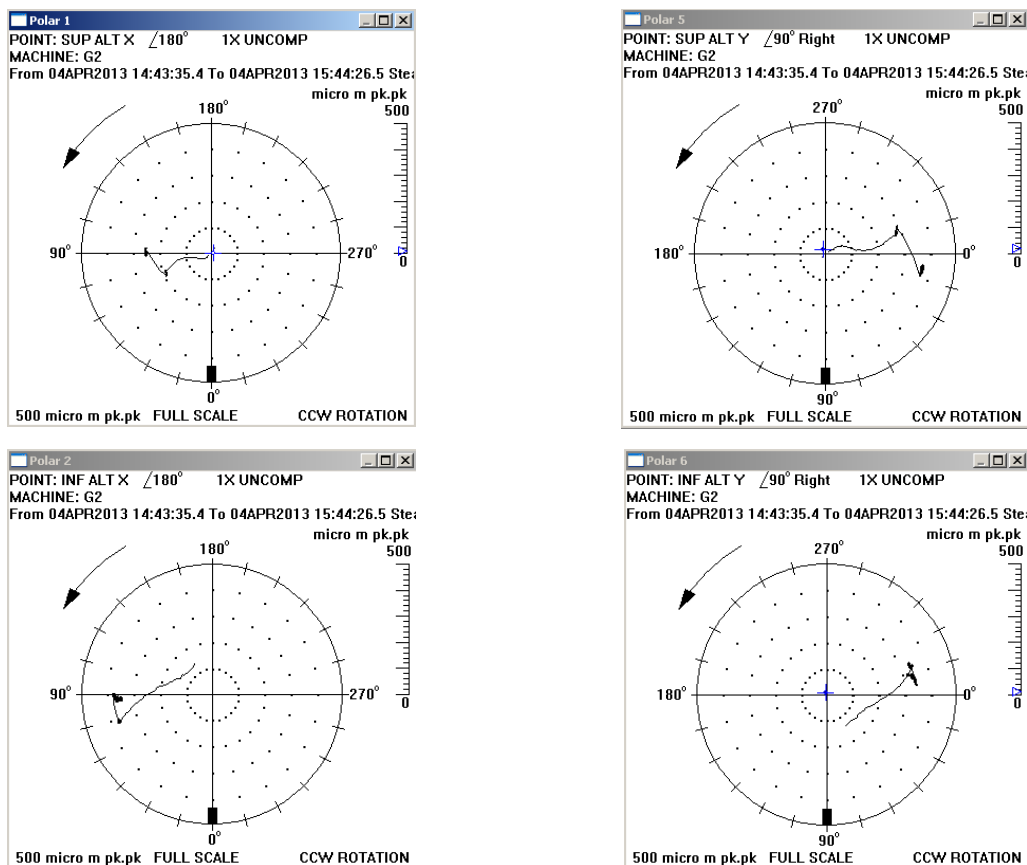 Polar 1
POINT: SUP ALT X ∠180° 1X UNCOMP
MACHINE: G2
From 04APR2013 14:43:35.4 To 04APR2013 15:44:26.5 Stea
micro m pk.pk
180°
500
90°
270°
0
0°
500 micro m pk.pk FULL SCALE CCW ROTATION
Polar 5
POINT: SUP ALT Y ∠90° Right 1X UNCOMP
MACHINE: G2
From 04APR2013 14:43:35.4 To 04APR2013 15:44:26.5 Stea
micro m pk.pk
270°
500
180°
0°
0
90°
500 micro m pk.pk FULL SCALE CCW ROTATION
Polar 2
POINT: INF ALT X ∠180° 1X UNCOMP
MACHINE: G2
From 04APR2013 14:43:35.4 To 04APR2013 15:44:26.5 Stea
micro m pk.pk
180°
500
90°
270°
0
0°
500 micro m pk.pk FULL SCALE CCW ROTATION
Polar 6
POINT: INF ALT Y ∠90° Right 1X UNCOMP
MACHINE: G2
From 04APR2013 14:43:35.4 To 04APR2013 15:44:26.5 Stea
micro m pk.pk
270°
500
180°
0°
0
90°
500 micro m pk.pk FULL SCALE CCW ROTATION